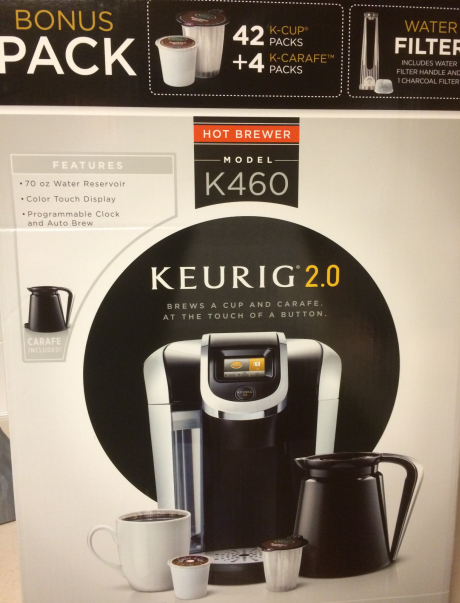 BONUS
PACK
42 K-CUP® PACKS
+4 K-CARAFE™ PACKS
WATER
FILTER
INCLUDES WATER
FILTER HANDLE AND
1 CHARCOAL FILTER
HOT BREWER
MODEL
K460
FEATURES
• 70 oz Water Reservoir
• Color Touch Display
• Programmable Clock
and Auto Brew
CARAFE
INCLUDED!
KEURIG® 2.0
BREWS A CUP AND CARAFE.
AT THE TOUCH OF A BUTTON.
KEURIG